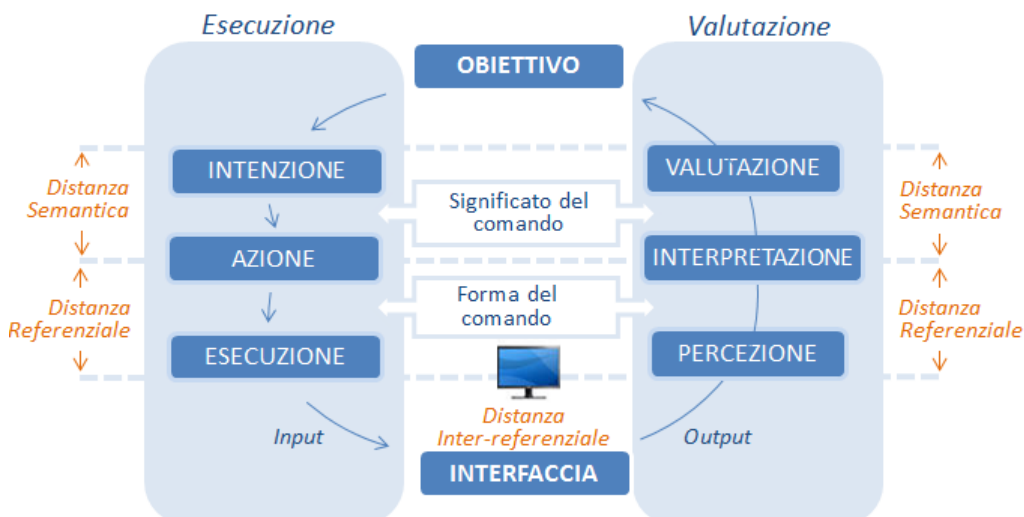 Esecuzione
Valutazione
OBIETTIVO
INTENZIONE
VALUTAZIONE
Distanza
Semantica
Significato del
comando
Distanza
Semantica
AZIONE
INTERPRETAZIONE
Distanza
Referenziale
Forma del
comando
Distanza
Referenziale
ESECUZIONE
PERCEZIONE
Input
Distanza
Inter-referenziale
Output
INTERFACCIA